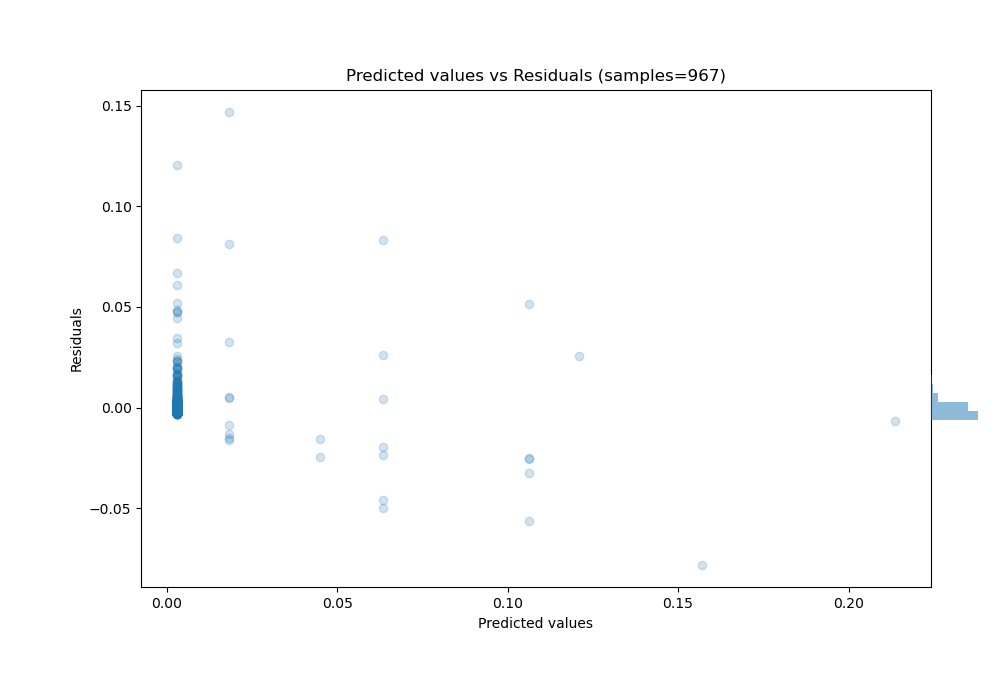 Predicted values vs Residuals (samples=967)
0.15
0.10
0.05
0.00
−0.05
Residuals
0.00 0.05 0.10 0.15 0.20
Predicted values